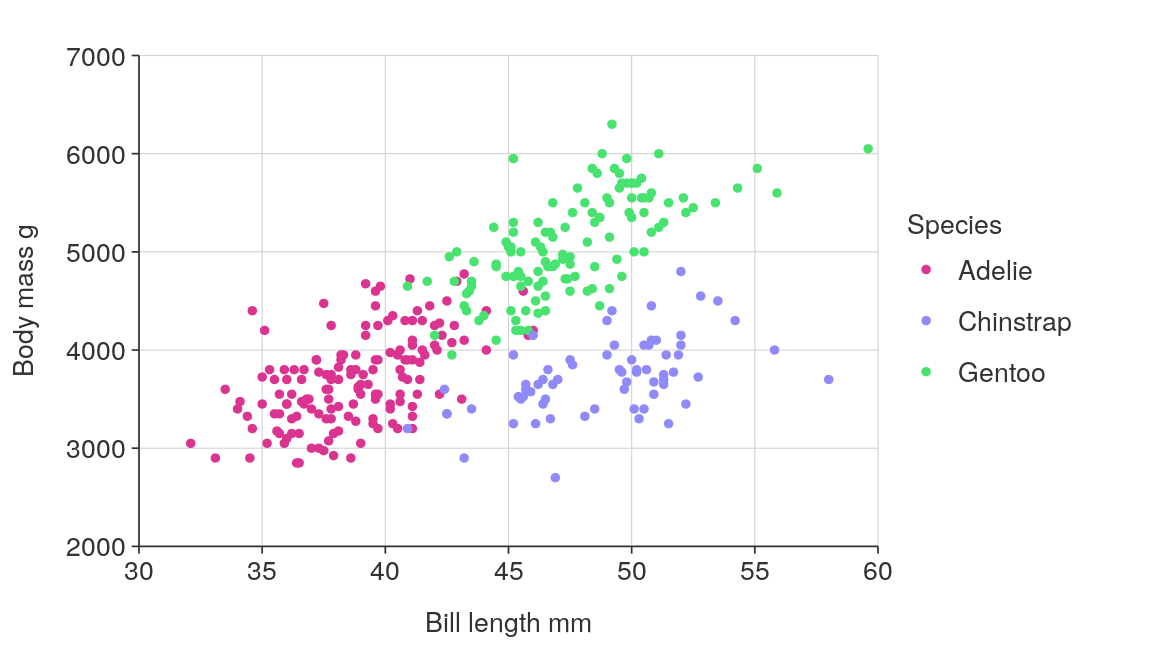 7000
6000
5000
4000
3000
2000
Body mass g
30 35 40 45 50 55 60
Bill length mm
Species
Adelie
Chinstrap
Gentoo